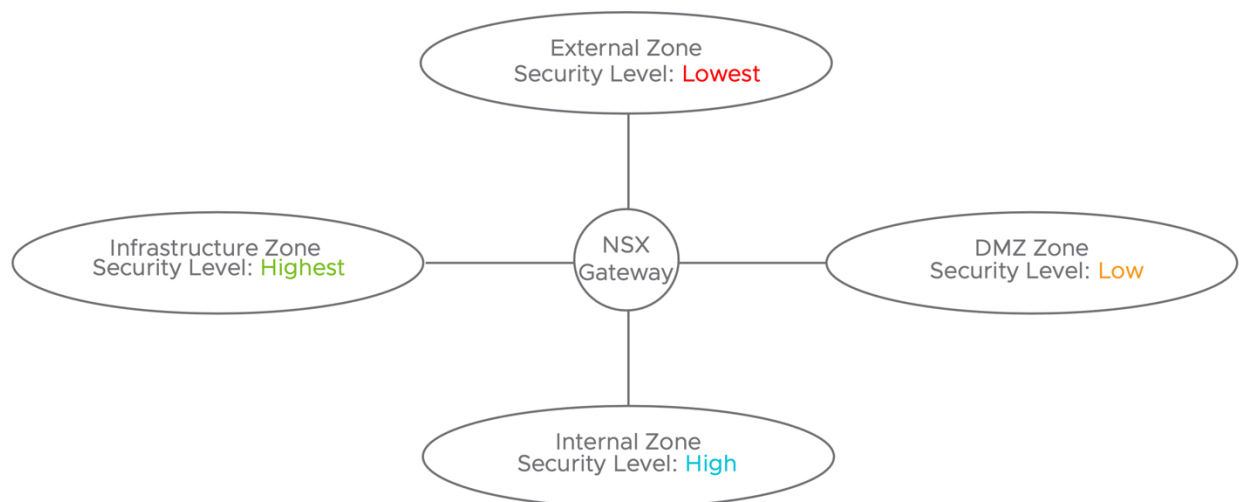 External Zone
Security Level: Lowest
Infrastructure Zone
Security Level: Highest
NSX
Gateway
DMZ Zone
Security Level: Low
Internal Zone
Security Level: High